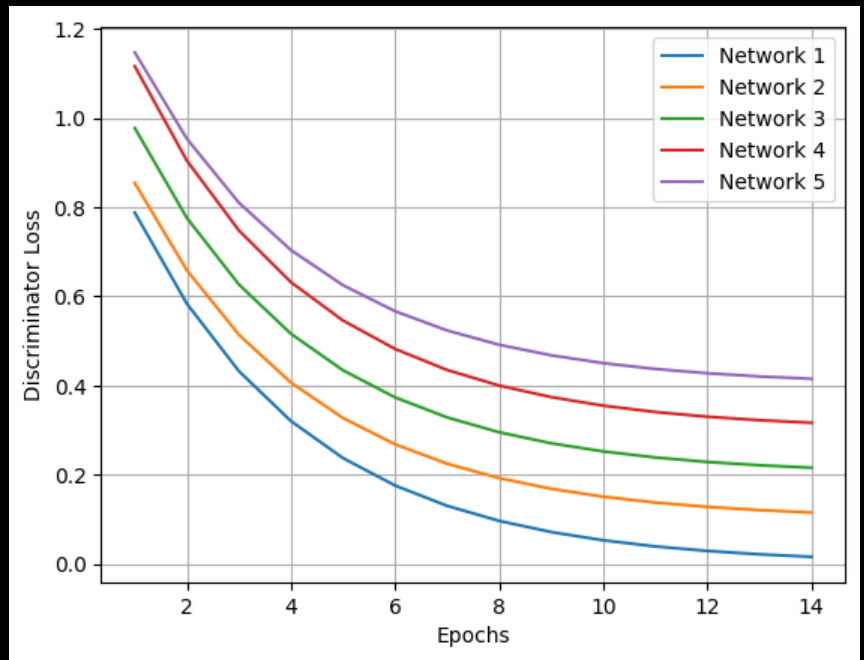 1.2
1.0
0.8
0.6
0.4
0.2
0.0
Discriminator Loss
Network 1
Network 2
Network 3
Network 4
Network 5
2 4 6 8 10 12 14
Epochs